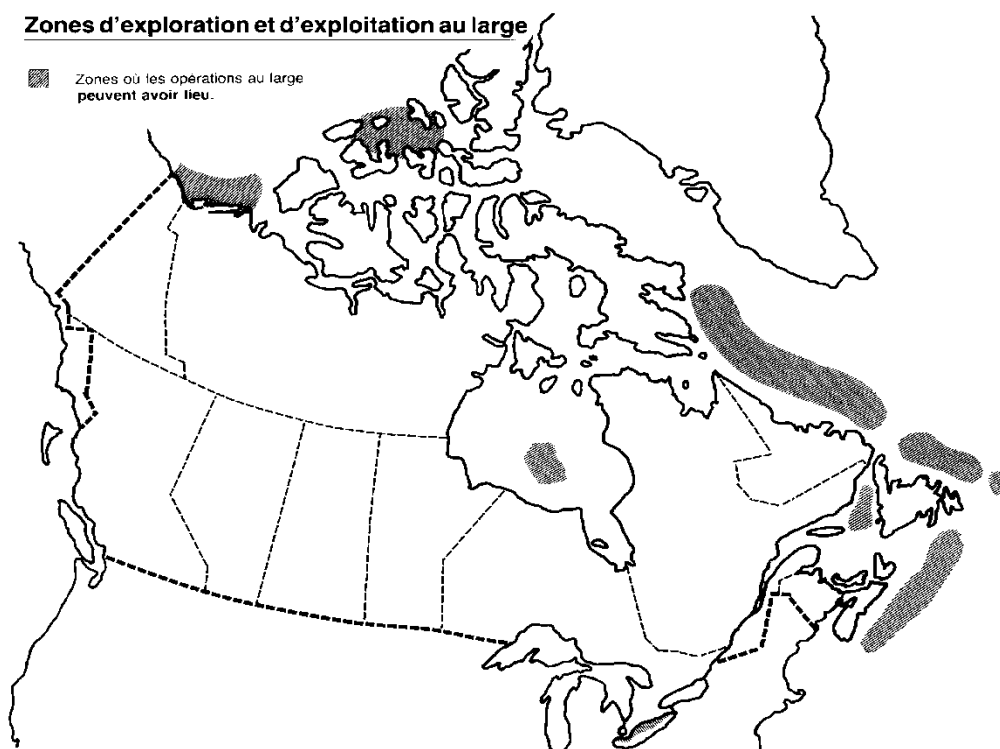 Zones d'exploration et d'exploitation au large
Zones où les opérations au large
peuvent avoir lieu.